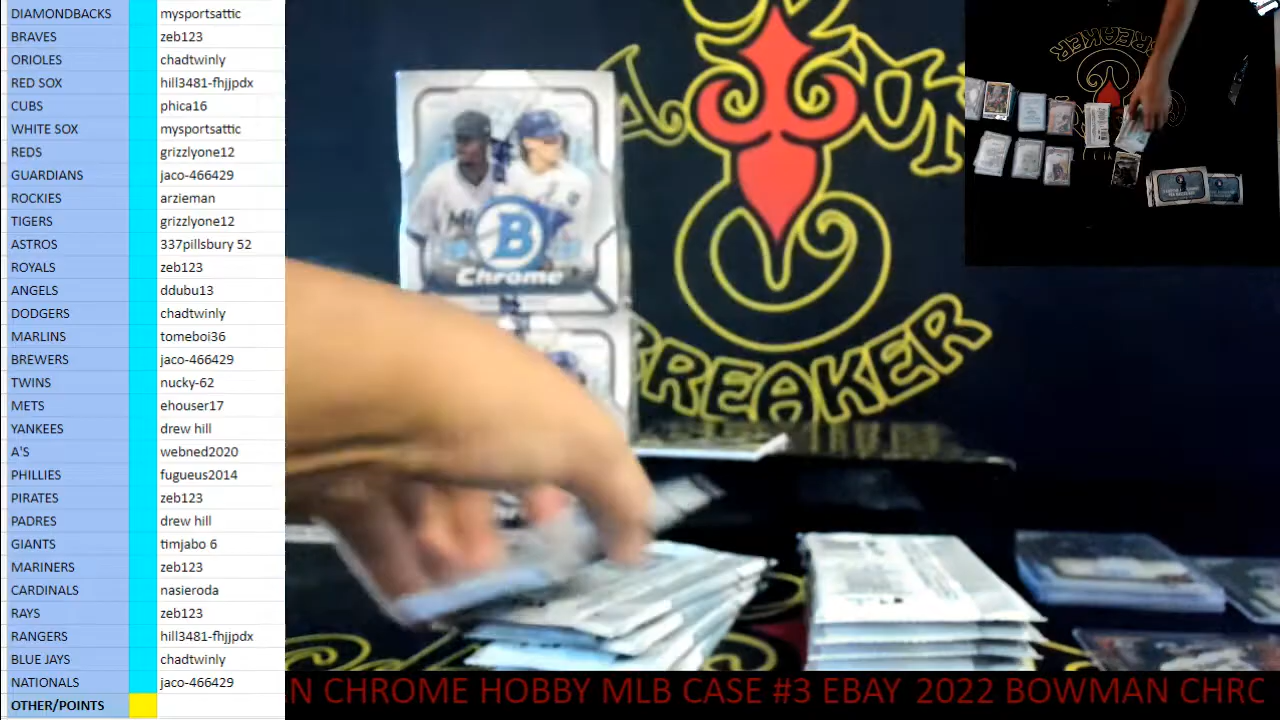 DIAMONDBACKS mysportsattic
BRAVES zeb123
ORIOLES chadtwinly
RED SOX hill3481-fhjjpdx
CUBS phica16
WHITE SOX mysportsattic
REDS grizzlyone12
GUARDIANS jaco-466429
ROCKIES arzieman
TIGERS grizzlyone12
ASTROS 337pillsbury 52
ROYALS zeb123
ANGELS ddubu13
DODGERS chadtwinly
MARLINS tomeboi36
BREWERS jaco-466429
TWINS nucky-62
METS ehouser17
YANKEES drew hill
A'S webned2020
PHILLIES fugueus2014
PIRATES zeb123
PADRES drew hill
GIANTS timjabo 6
MARINERS zeb123
CARDINALS nasieroda
RAYS zeb123
RANGERS hill3481-fhjjpdx
BLUE JAYS chadtwinly
NATIONALS jaco-466429
OTHER/POINTS
B
Chrome
BREAKER
BREAKER
N CHROME HOBBY MLB CASE #3 EBAY 2022 BOWMAN CHRO